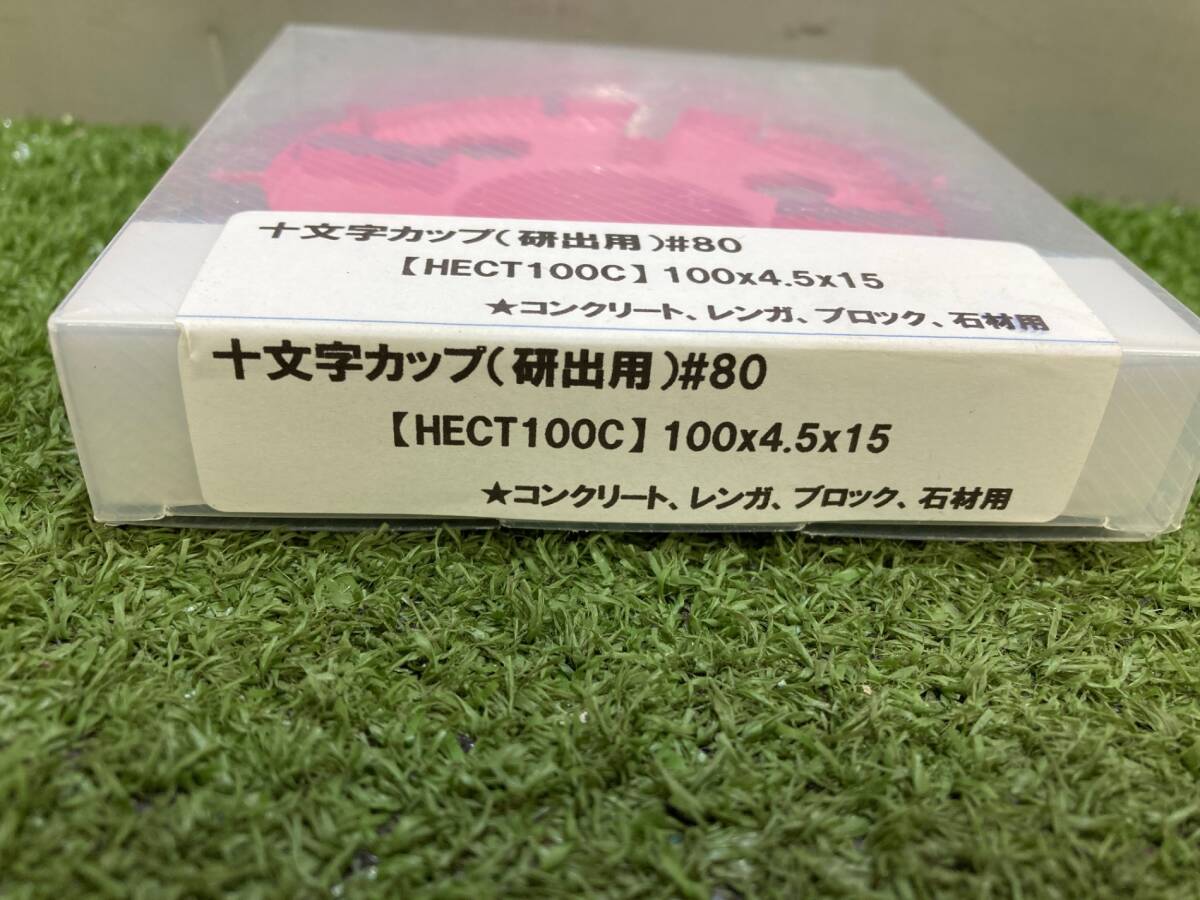 十文字カップ(研出用)#80
【HECT100C】 100x4.5x15
★コンクリート、レンガ、ブロック、石材用
十文字カップ(研出用)#80
【HECT100C】 100x4.5x15
★コンクリート、レンガ、ブロック、石材用